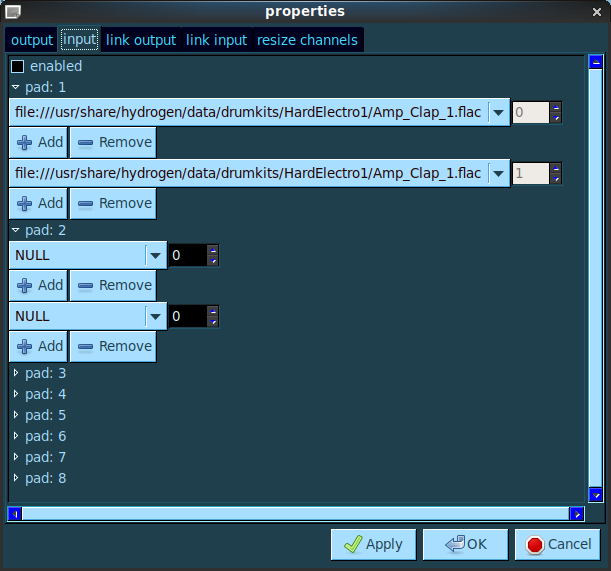 properties
output input link output link input resize channels
enabled
pad: 1
file:///usr/share/hydrogen/data/drumkits/HardElectro1/Amp_Clap_1.flac 0
Add Remove
file:///usr/share/hydrogen/data/drumkits/HardElectro1/Amp_Clap_1.flac 1
Add Remove
pad: 2
NULL 0
Add Remove
NULL 0
Add Remove
pad: 3
pad: 4
pad: 5
pad: 6
pad: 7
pad: 8
Apply OK Cancel